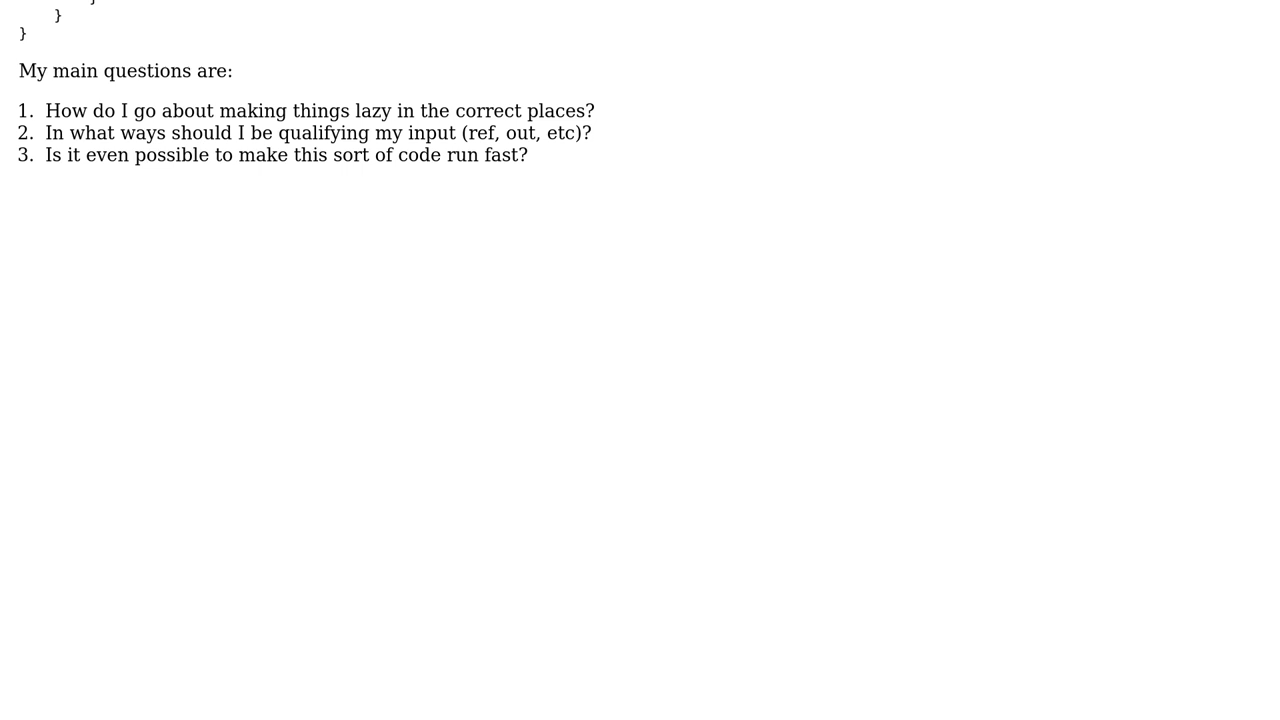 }
}
My main questions are:
1. How do I go about making things lazy in the correct places?
2. In what ways should I be qualifying my input (ref, out, etc)?
3. Is it even possible to make this sort of code run fast?